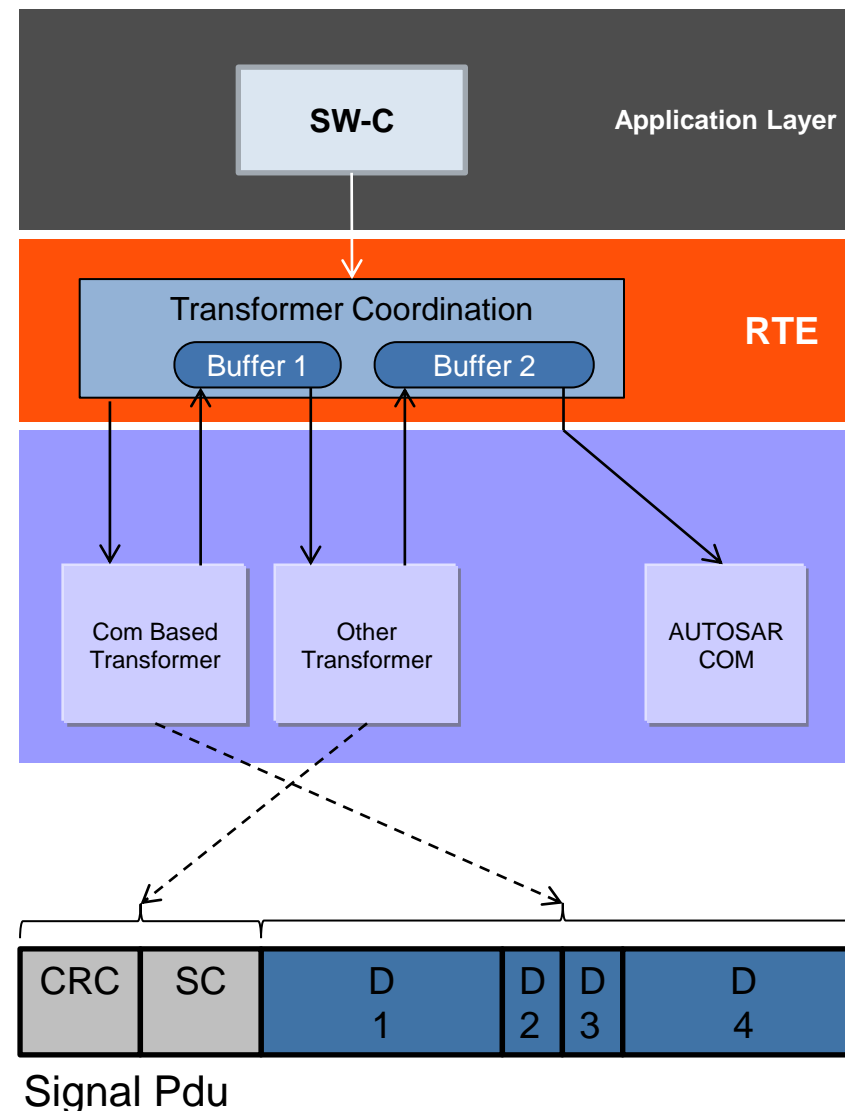 SW-C
Application Layer
Transformer Coordination
RTE
Buffer 1
Buffer 2
Com Based
Transformer
Other
Transformer
AUTOSAR
COM
CRC
SC
D
1
D
2
D
3
D
4
Signal Pdu